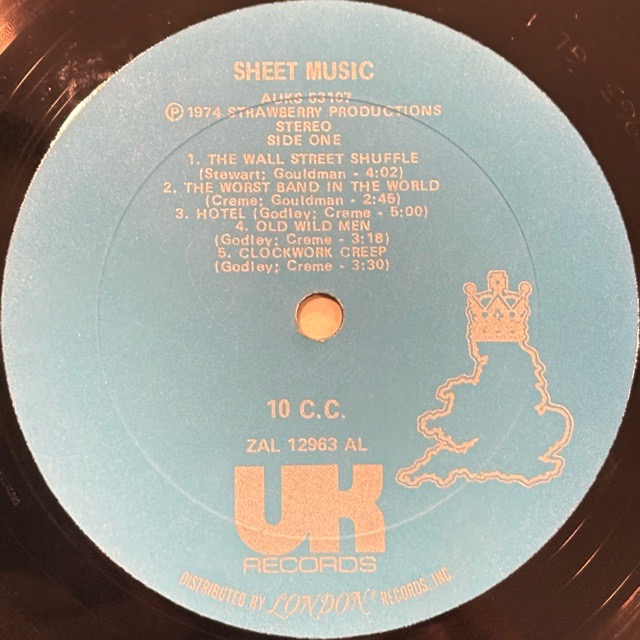 SHEET MUSIC
AUKS 53107
Ⓟ 1974 STRAWBERRY PRODUCTIONS
STEREO
SIDE ONE
1. THE WALL STREET SHUFFLE
(Stewart; Gouldman - 4:02)
2. THE WORST BAND IN THE WORLD
(Creme; Gouldman - 2:45)
3. HOTEL (Godley; Creme - 5:00)
4. OLD WILD MEN
(Godley; Creme - 3:18)
5. CLOCKWORK CREEP
(Godley; Creme - 3:30)
10 C.C.
ZAL 12963 AL
UK
RECORDS
DISTRIBUTED BY LONDON® RECORDS, INC.